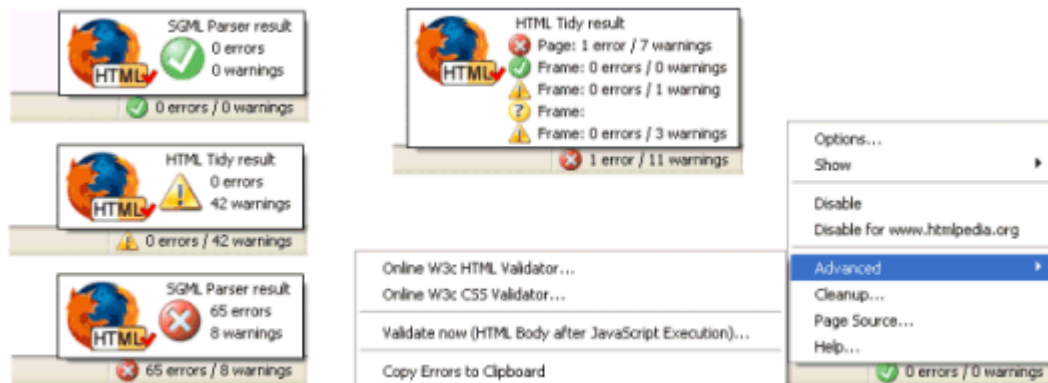 SGML Parser result
0 errors
0 warnings
HTML
0 errors / 0 warnings
HTML Tidy result
0 errors
42 warnings
HTML
0 errors / 42 warnings
SGML Parser result
65 errors
8 warnings
HTML
65 errors / 8 warnings
HTML Tidy result
Page: 1 error / 7 warnings
HTML
Frame: 0 errors / 0 warnings
Frame: 0 errors / 1 warning
Frame:
Frame: 0 errors / 3 warnings
1 error / 11 warnings
Online W3c HTML Validator...
Online W3c CSS Validator...
Validate now (HTML Body after JavaScript Execution)...
Copy Errors to Clipboard
Options...
Show
Disable
Disable for www.htmlpedia.org
Advanced
Cleanup...
Page Source...
Help...
0 errors / 0 warnings